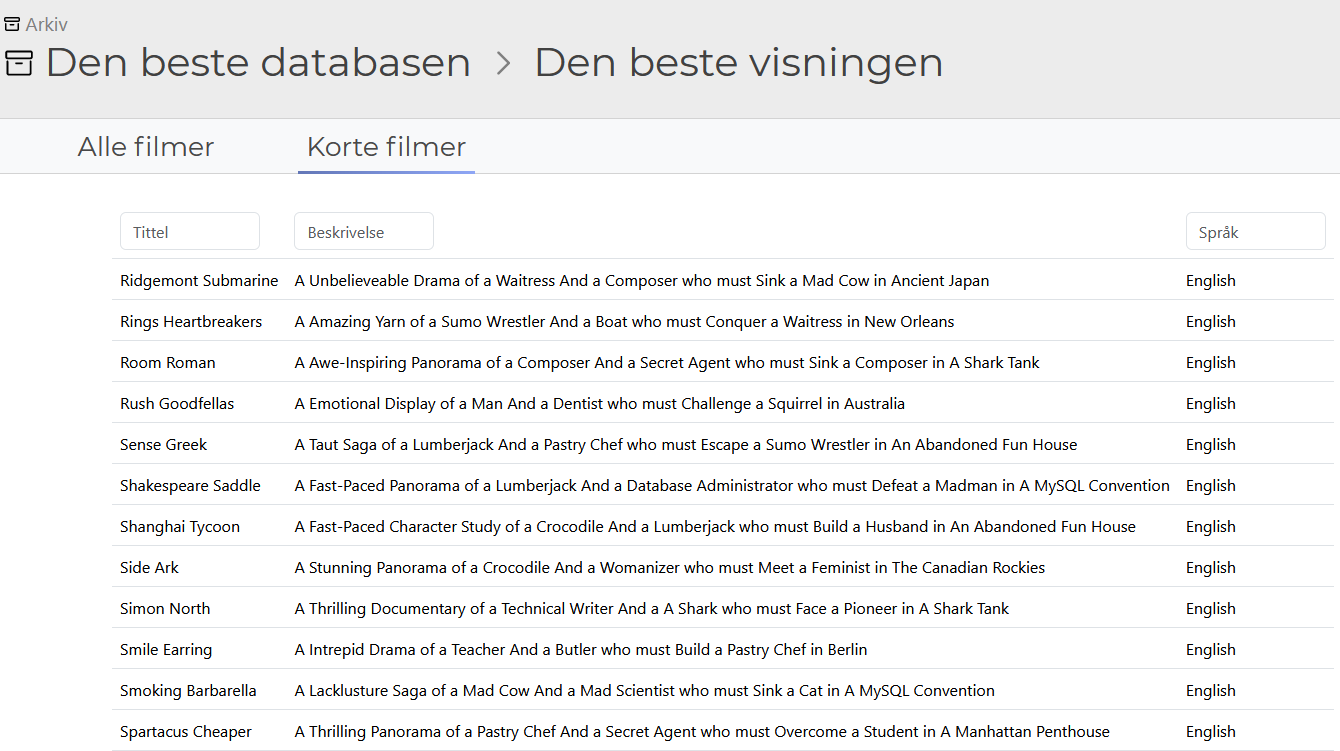 Arkiv
Den beste databasen > Den beste visningen
Alle filmer Korte filmer
Tittel Beskrivelse Språk
Ridgemont Submarine A Unbelieveable Drama of a Waitress And a Composer who must Sink a Mad Cow in Ancient Japan English
Rings Heartbreakers A Amazing Yarn of a Sumo Wrestler And a Boat who must Conquer a Waitress in New Orleans English
Room Roman A Awe-Inspiring Panorama of a Composer And a Secret Agent who must Sink a Composer in A Shark Tank English
Rush Goodfellas A Emotional Display of a Man And a Dentist who must Challenge a Squirrel in Australia English
Sense Greek A Taut Saga of a Lumberjack And a Pastry Chef who must Escape a Sumo Wrestler in An Abandoned Fun House English
Shakespeare Saddle A Fast-Paced Panorama of a Lumberjack And a Database Administrator who must Defeat a Madman in A MySQL Convention English
Shanghai Tycoon A Fast-Paced Character Study of a Crocodile And a Lumberjack who must Build a Husband in An Abandoned Fun House English
Side Ark A Stunning Panorama of a Crocodile And a Womanizer who must Meet a Feminist in The Canadian Rockies English
Simon North A Thrilling Documentary of a Technical Writer And a A Shark who must Face a Pioneer in A Shark Tank English
Smile Earring A Intrepid Drama of a Teacher And a Butler who must Build a Pastry Chef in Berlin English
Smoking Barbarella A Lacklusture Saga of a Mad Cow And a Mad Scientist who must Sink a Cat in A MySQL Convention English
Spartacus Cheaper A Thrilling Panorama of a Pastry Chef And a Secret Agent who must Overcome a Student in A Manhattan Penthouse English